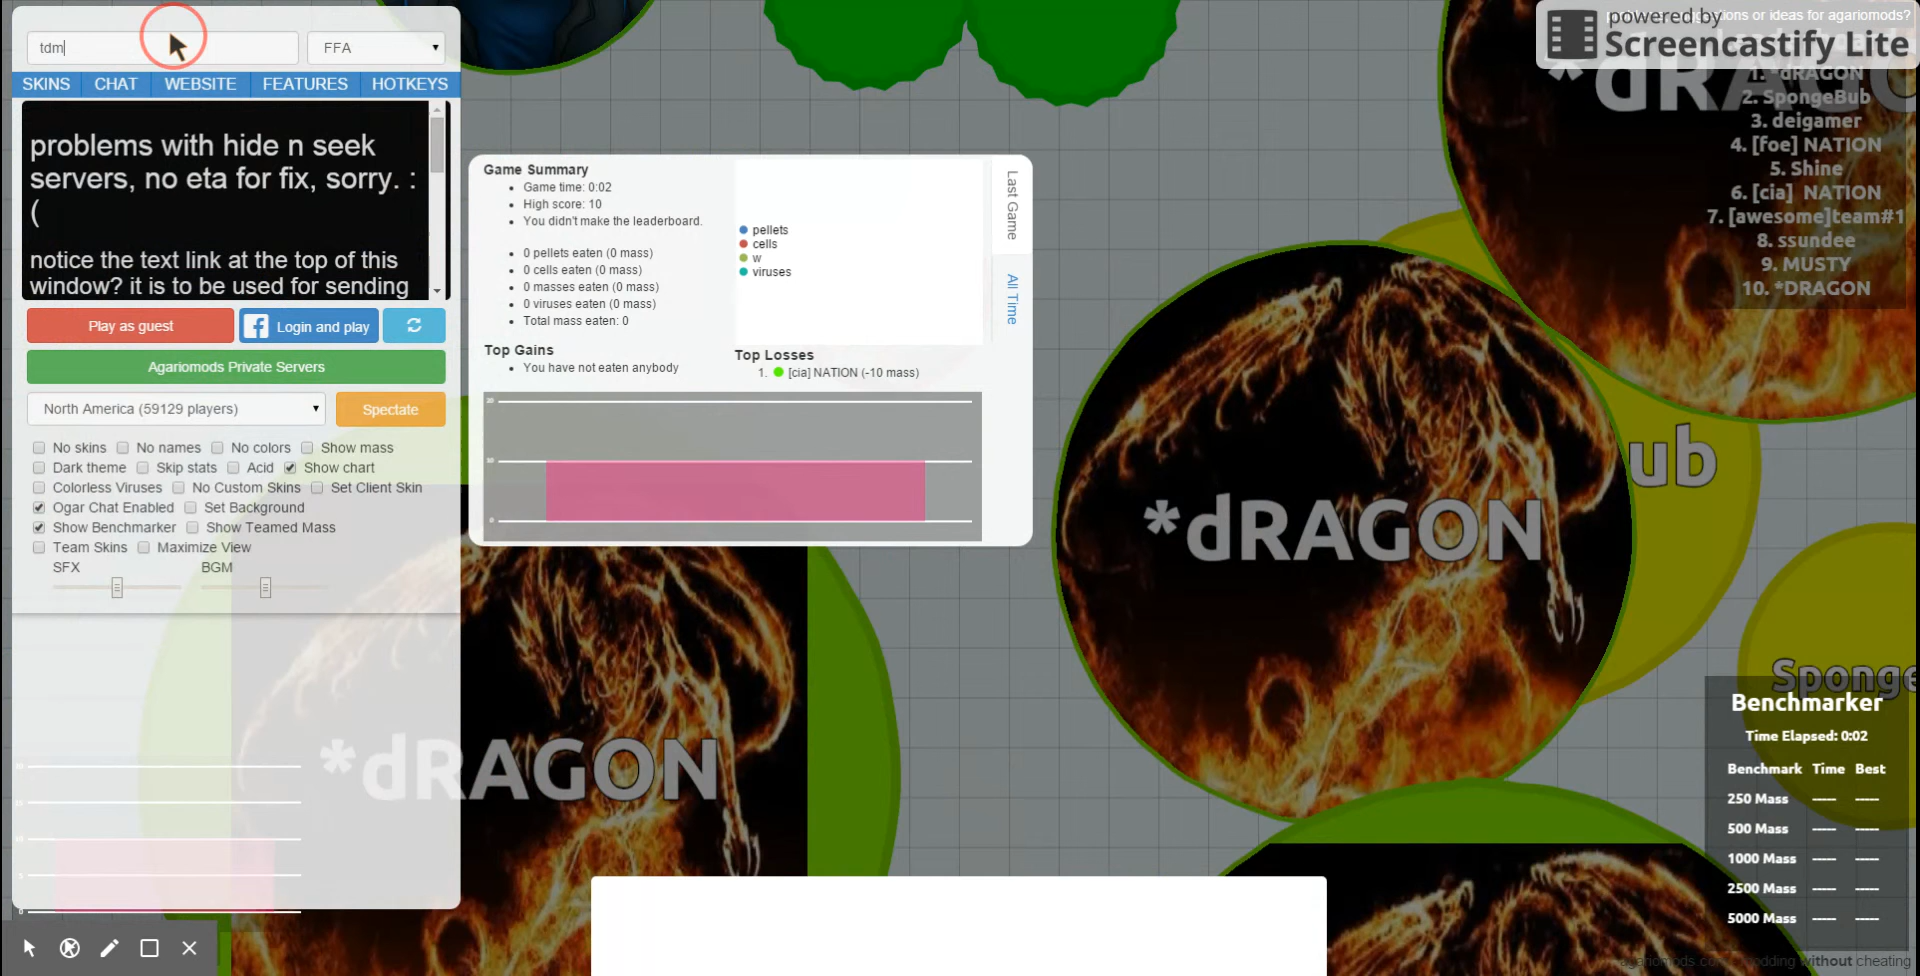 tdm
FFA
SKINS CHAT WEBSITE FEATURES HOTKEYS
problems with hide n seek
servers, no eta for fix, sorry. :
(
notice the text link at the top of this
window? it is to be used for sending
Play as guest
Login and play
Agariomods Private Servers
North America (59129 players)
Spectate
No skins No names No colors Show mass
Dark theme Skip stats Acid Show chart
Colorless Viruses No Custom Skins Set Client Skin
Ogar Chat Enabled Set Background
Show Benchmarker Show Teamed Mass
Team Skins Maximize View
SFX BGM
Game Summary
Game time: 0:02
High score: 10
You didn't make the leaderboard.
0 pellets eaten (0 mass)
0 cells eaten (0 mass)
0 masses eaten (0 mass)
0 viruses eaten (0 mass)
Total mass eaten: 0
pellets
cells
w
viruses
Last Game
All Time
Top Gains
You have not eaten anybody
Top Losses
1. [cia] NATION (-10 mass)
*dRAGON
*dRAGON
ub
Sponge
powered by
Screencastify Lite
ions or ideas for agariomods?
1. *dRAGON
2. SpongeBub
3. deigamer
4. [foe] NATION
5. Shine
6. [cia] NATION
7. [awesome]team#1
8. ssundee
9. MUSTY
10. *DRAGON
Benchmarker
Time Elapsed: 0:02
Benchmark Time Best
250 Mass ----- -----
500 Mass ----- -----
1000 Mass ----- -----
2500 Mass ----- -----
5000 Mass ----- -----
without cheating